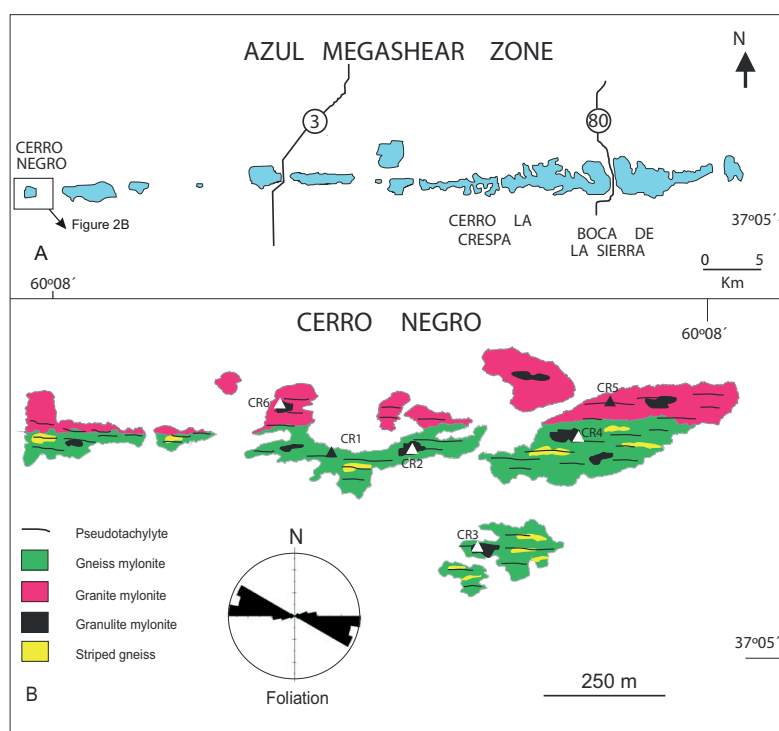 AZUL MEGASHEAR ZONE
N
3
80
CERRO
NEGRO
Figure 2B
CERRO LA
CRESPA
BOCA DE
LA SIERRA
37º05´
A
0 5
Km
60º08´
CERRO NEGRO
60º08´
CR6
CR5
CR1
CR2
CR4
CR3
Pseudotachylyte
Gneiss mylonite
Granite mylonite
Granulite mylonite
Striped gneiss
N
Foliation
37º05´
250 m
B